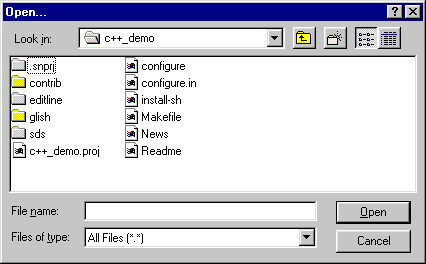 Open...
Look in: c++_demo
.snprj
contrib
editline
glish
sds
c++_demo.proj
configure
configure.in
install-sh
Makefile
News
Readme
File name:
Open
Files of type: All Files (*.*)
Cancel